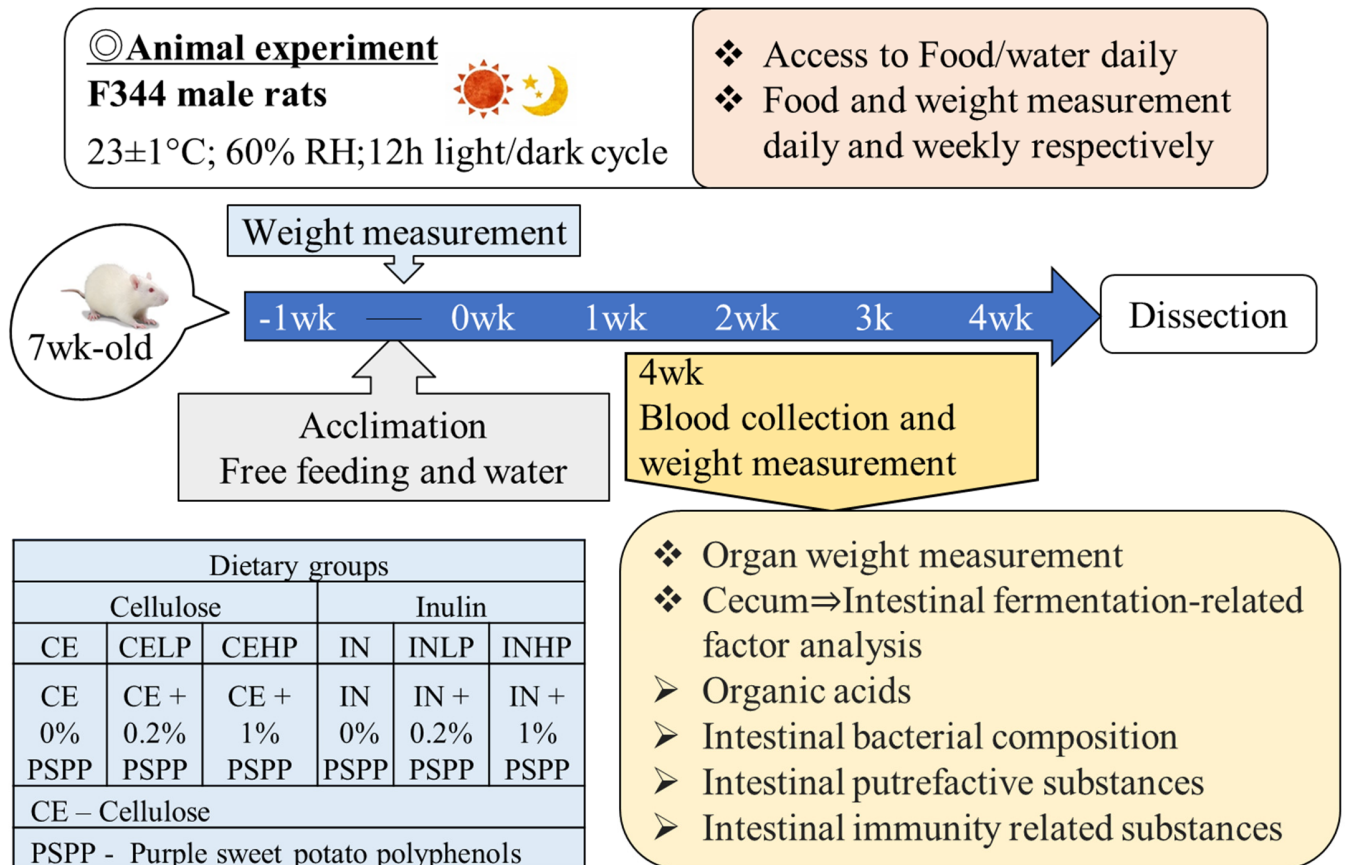 ◎Animal experiment
F344 male rats
23±1°C; 60% RH;12h light/dark cycle
❖ Access to Food/water daily
❖ Food and weight measurement
daily and weekly respectively
Weight measurement
7wk-old
-1wk — 0wk 1wk 2wk 3k 4wk
Dissection
Acclimation
Free feeding and water
4wk
Blood collection and
weight measurement
Dietary groups
Cellulose Inulin
CE CELP CEHP IN INLP INHP
CE CE + CE + IN IN + IN +
0% 0.2% 1% 0% 0.2% 1%
PSPP PSPP PSPP PSPP PSPP PSPP
CE – Cellulose
PSPP - Purple sweet potato polyphenols
❖ Organ weight measurement
❖ Cecum⇒Intestinal fermentation-related
factor analysis
➢ Organic acids
➢ Intestinal bacterial composition
➢ Intestinal putrefactive substances
➢ Intestinal immunity related substances